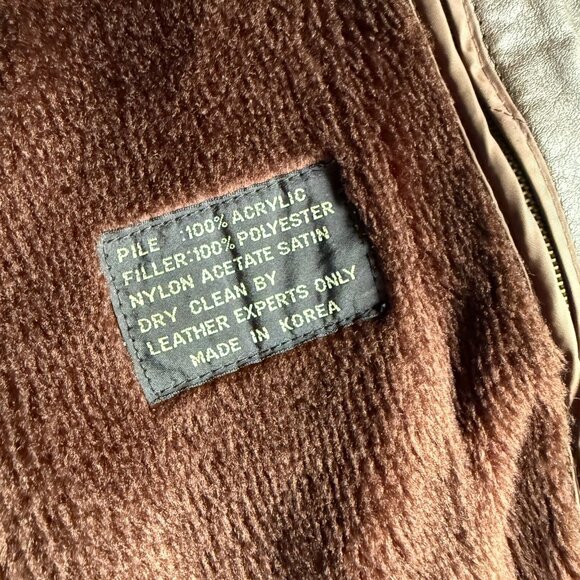 PILE :100% ACRYLIC
FILLER:100% POLYESTER
NYLON ACETATE SATIN
DRY CLEAN BY
LEATHER EXPERTS ONLY
MADE IN KOREA